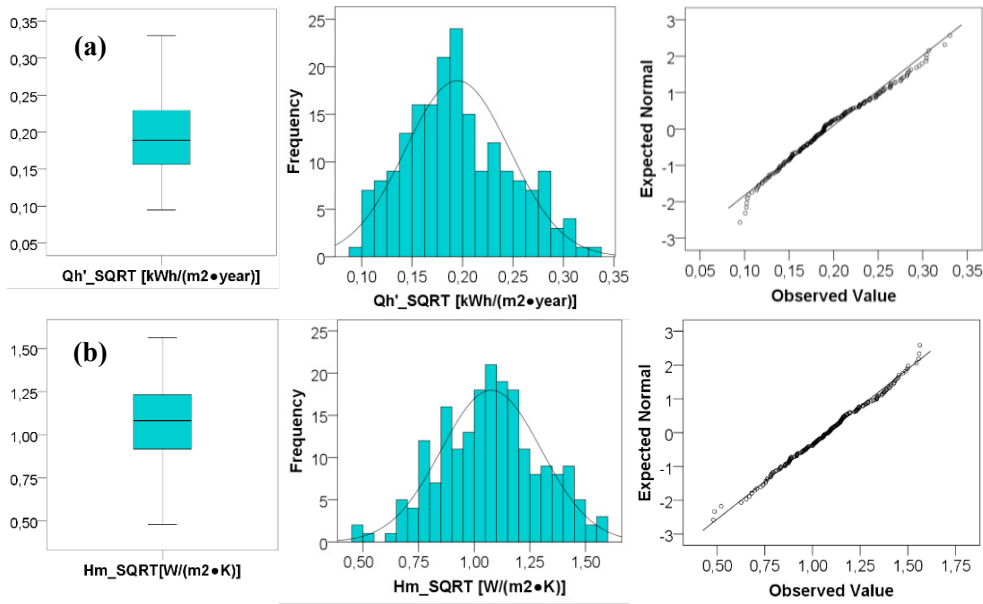 (a)
0,35
0,30
0,25
0,20
0,15
0,10
0,05
Qh'_SQRT [kWh/(m2●year)]
Frequency
25
20
15
10
5
0
0,10 0,15 0,20 0,25 0,30 0,35
Qh'_SQRT [kWh/(m2●year)]
Expected Normal
3
2
1
0
-1
-2
-3
0,05 0,10 0,15 0,20 0,25 0,30 0,35
Observed Value
(b)
1,50
1,25
1,00
0,75
0,50
Hm_SQRT[W/(m2●K)]
Frequency
25
20
15
10
5
0
0,50 0,75 1,00 1,25 1,50
Hm_SQRT [W/(m2●K)]
Expected Normal
3
2
1
0
-1
-2
-3
0,50 0,75 1,00 1,25 1,50 1,75
Observed Value